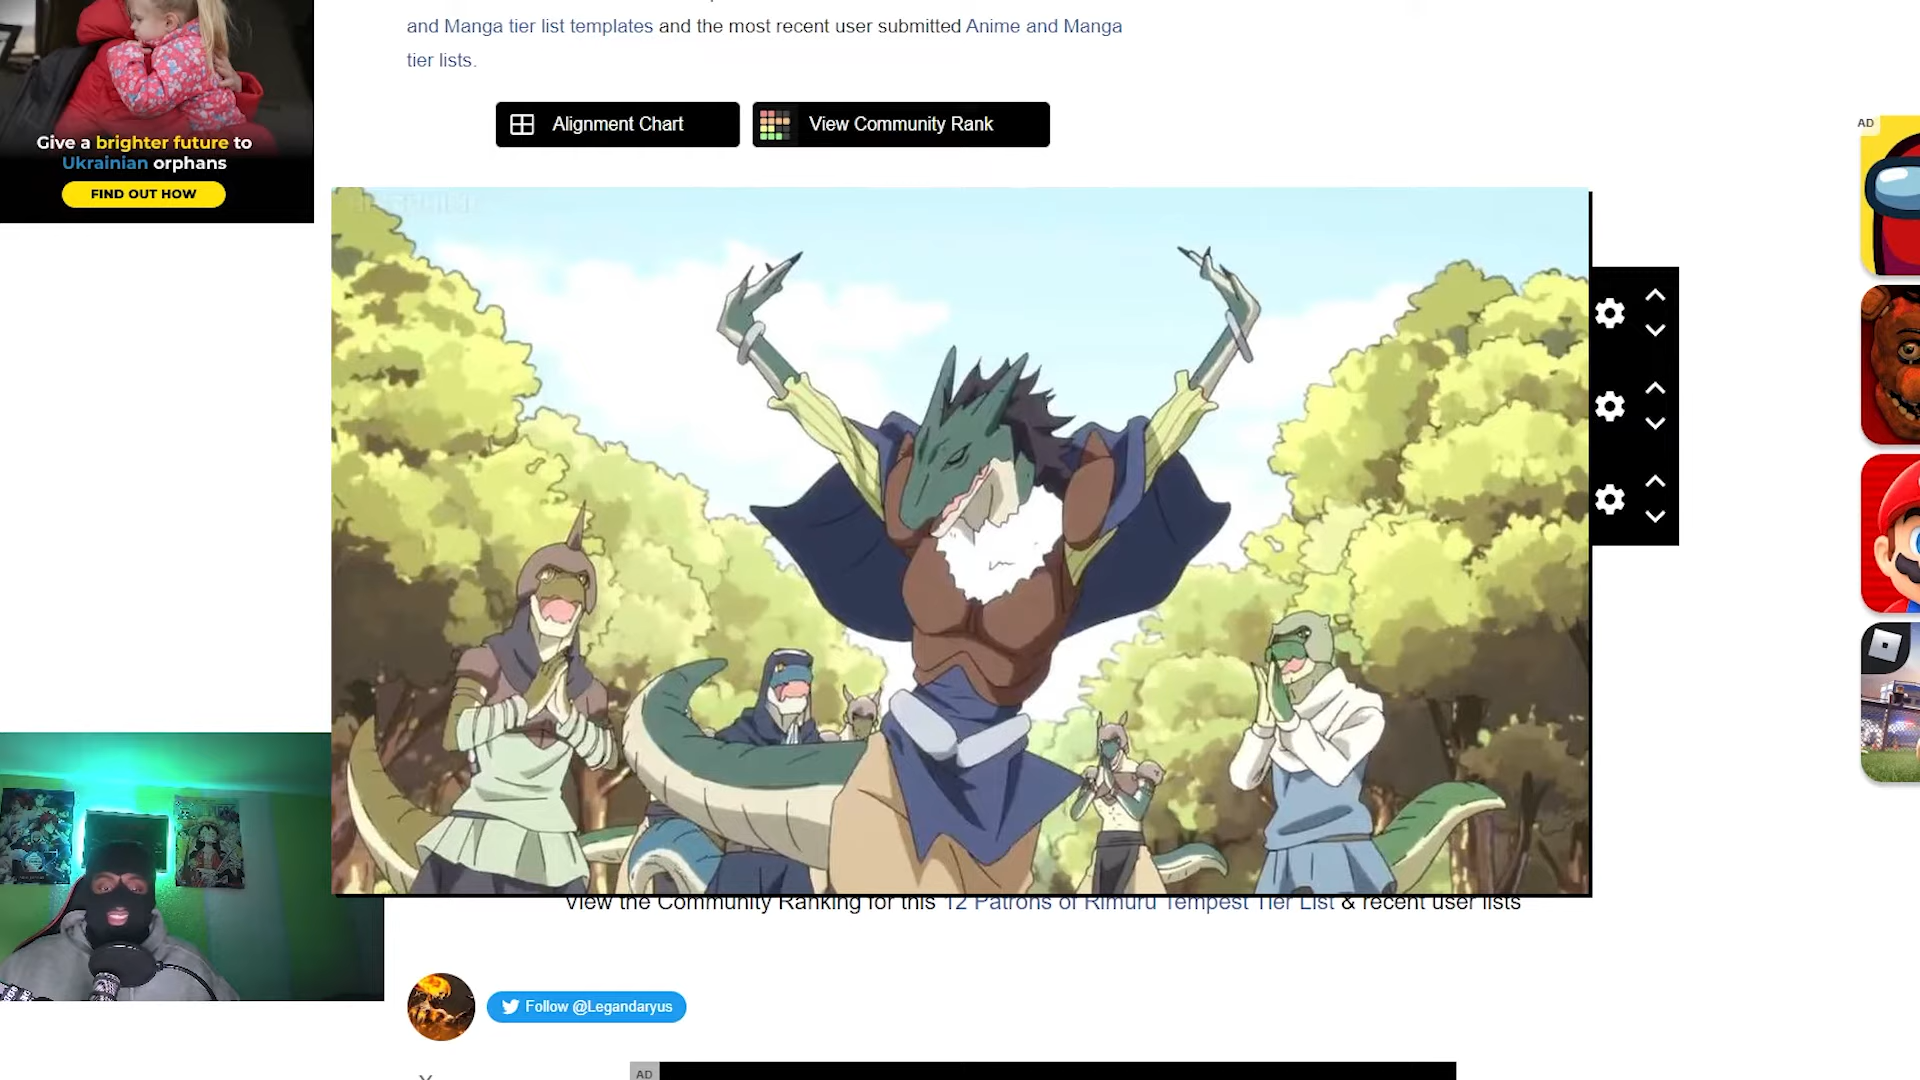 and Manga tier list templates and the most recent user submitted Anime and Manga
tier lists.
Give a brighter future to
Ukrainian orphans
FIND OUT HOW
Alignment Chart
View Community Rank
AD
View the Community Ranking for this 12 Patrons of Rimuru Tempest Tier List & recent user lists
Follow @Legandaryus
AD